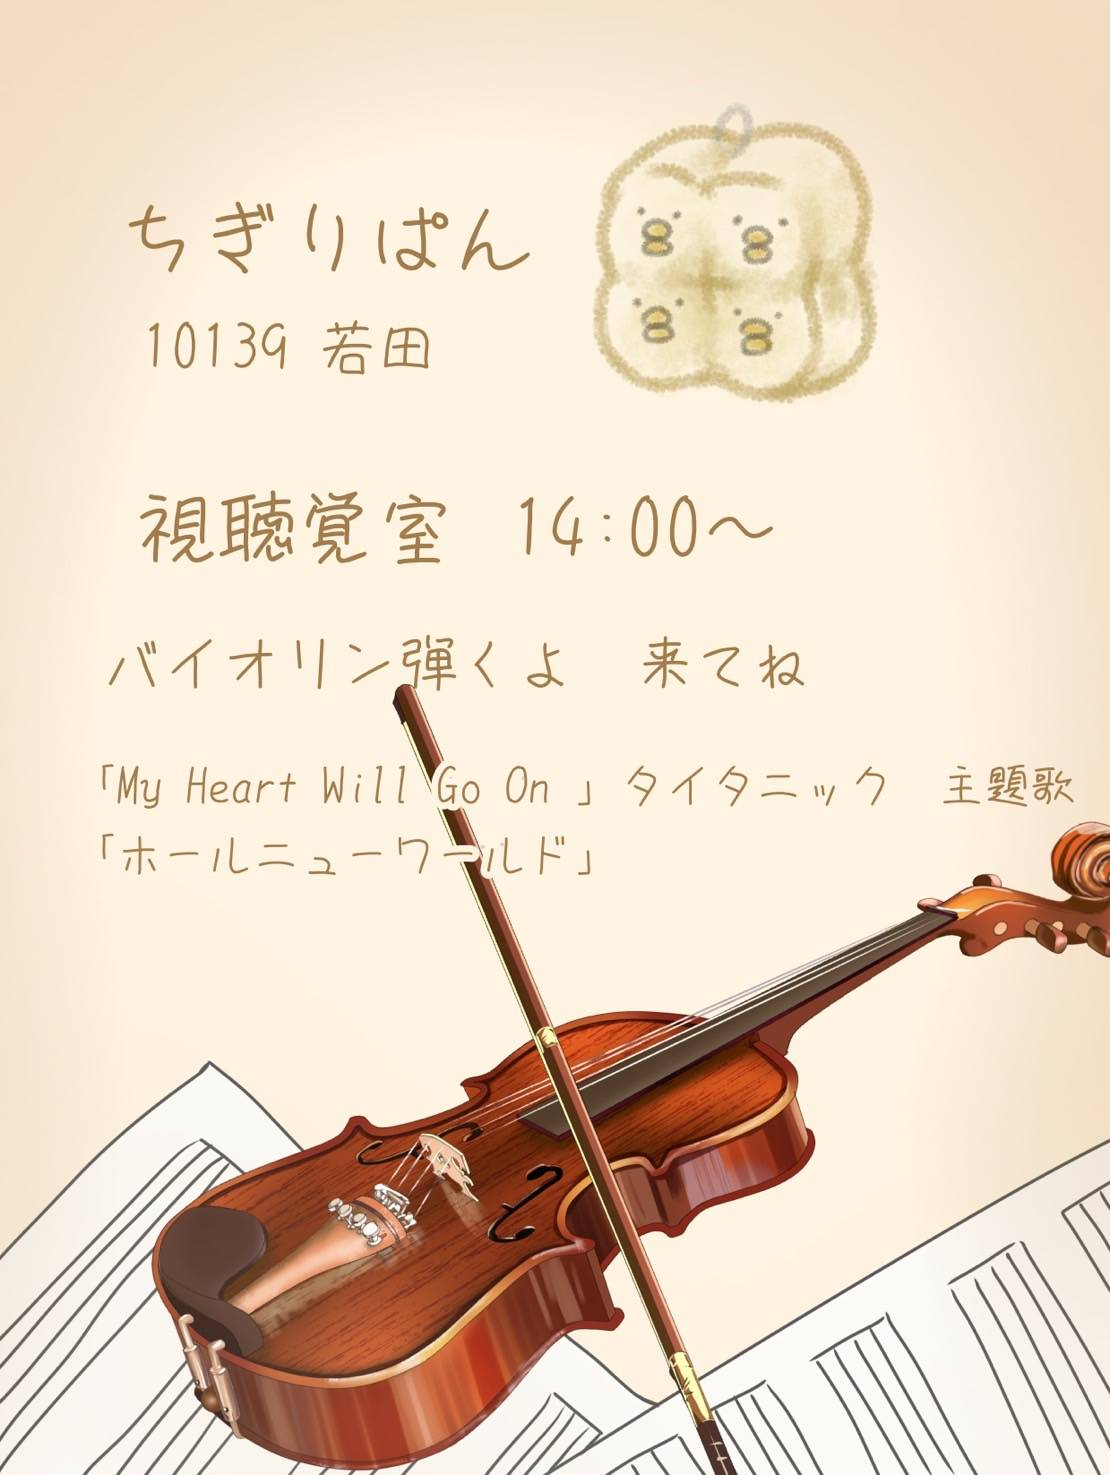 ちぎりぱん
10139 若田
視聴覚室 14:00〜
バイオリン弾くよ 来てね
「My Heart Will Go On 」タイタニック 主題歌
「ホールニューワールド」